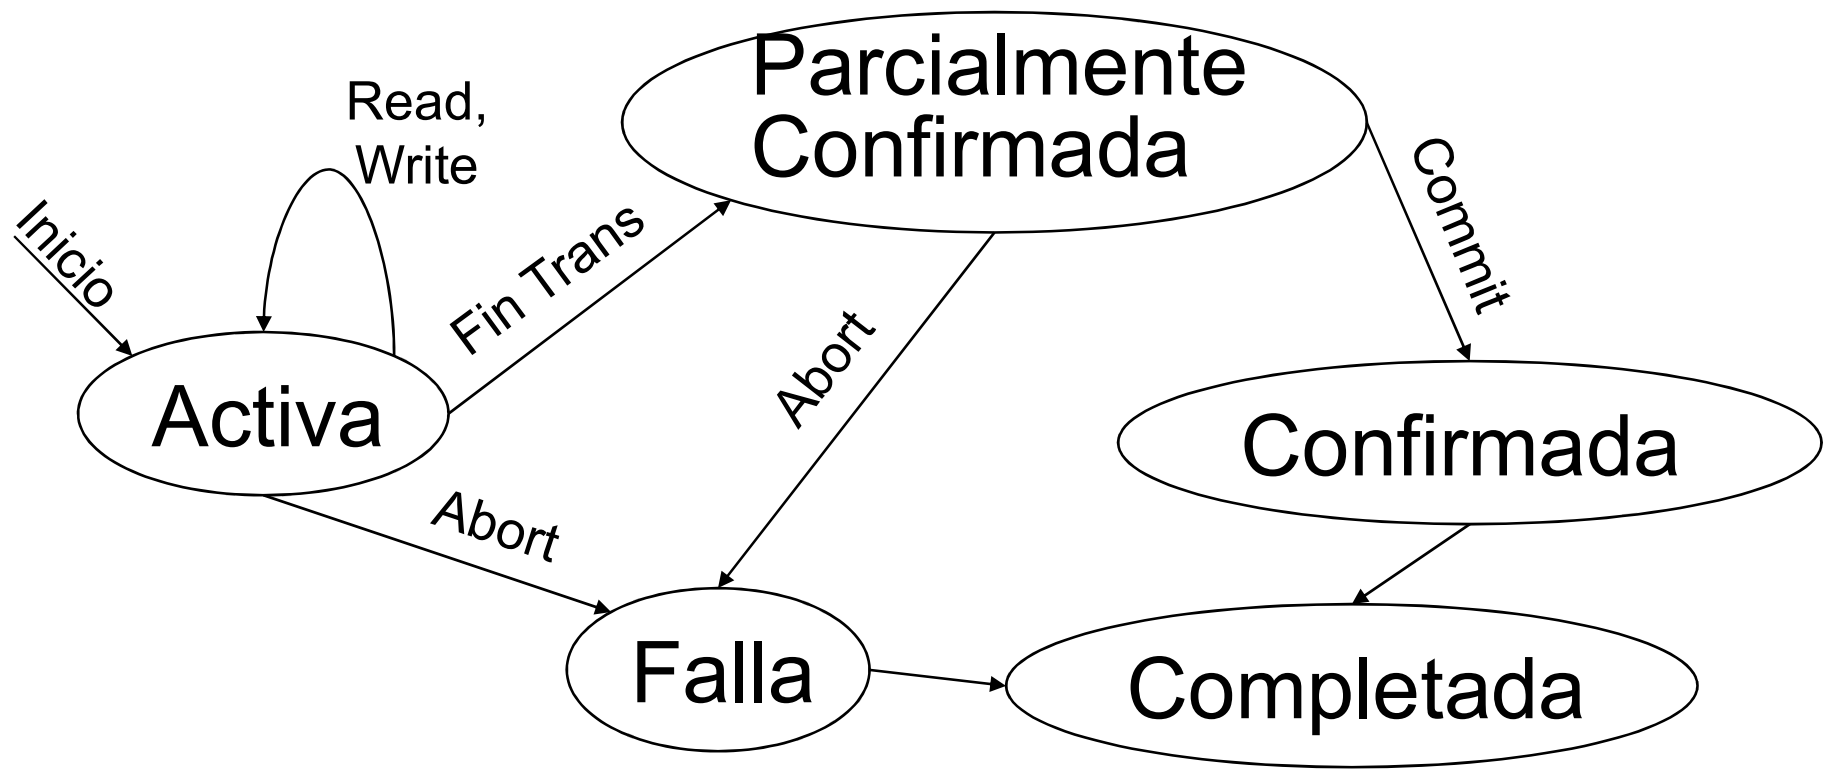 Parcialmente
Confirmada
Read,
Write
Inicio
Fin Trans
Commit
Abort
Activa
Confirmada
Abort
Falla
Completada